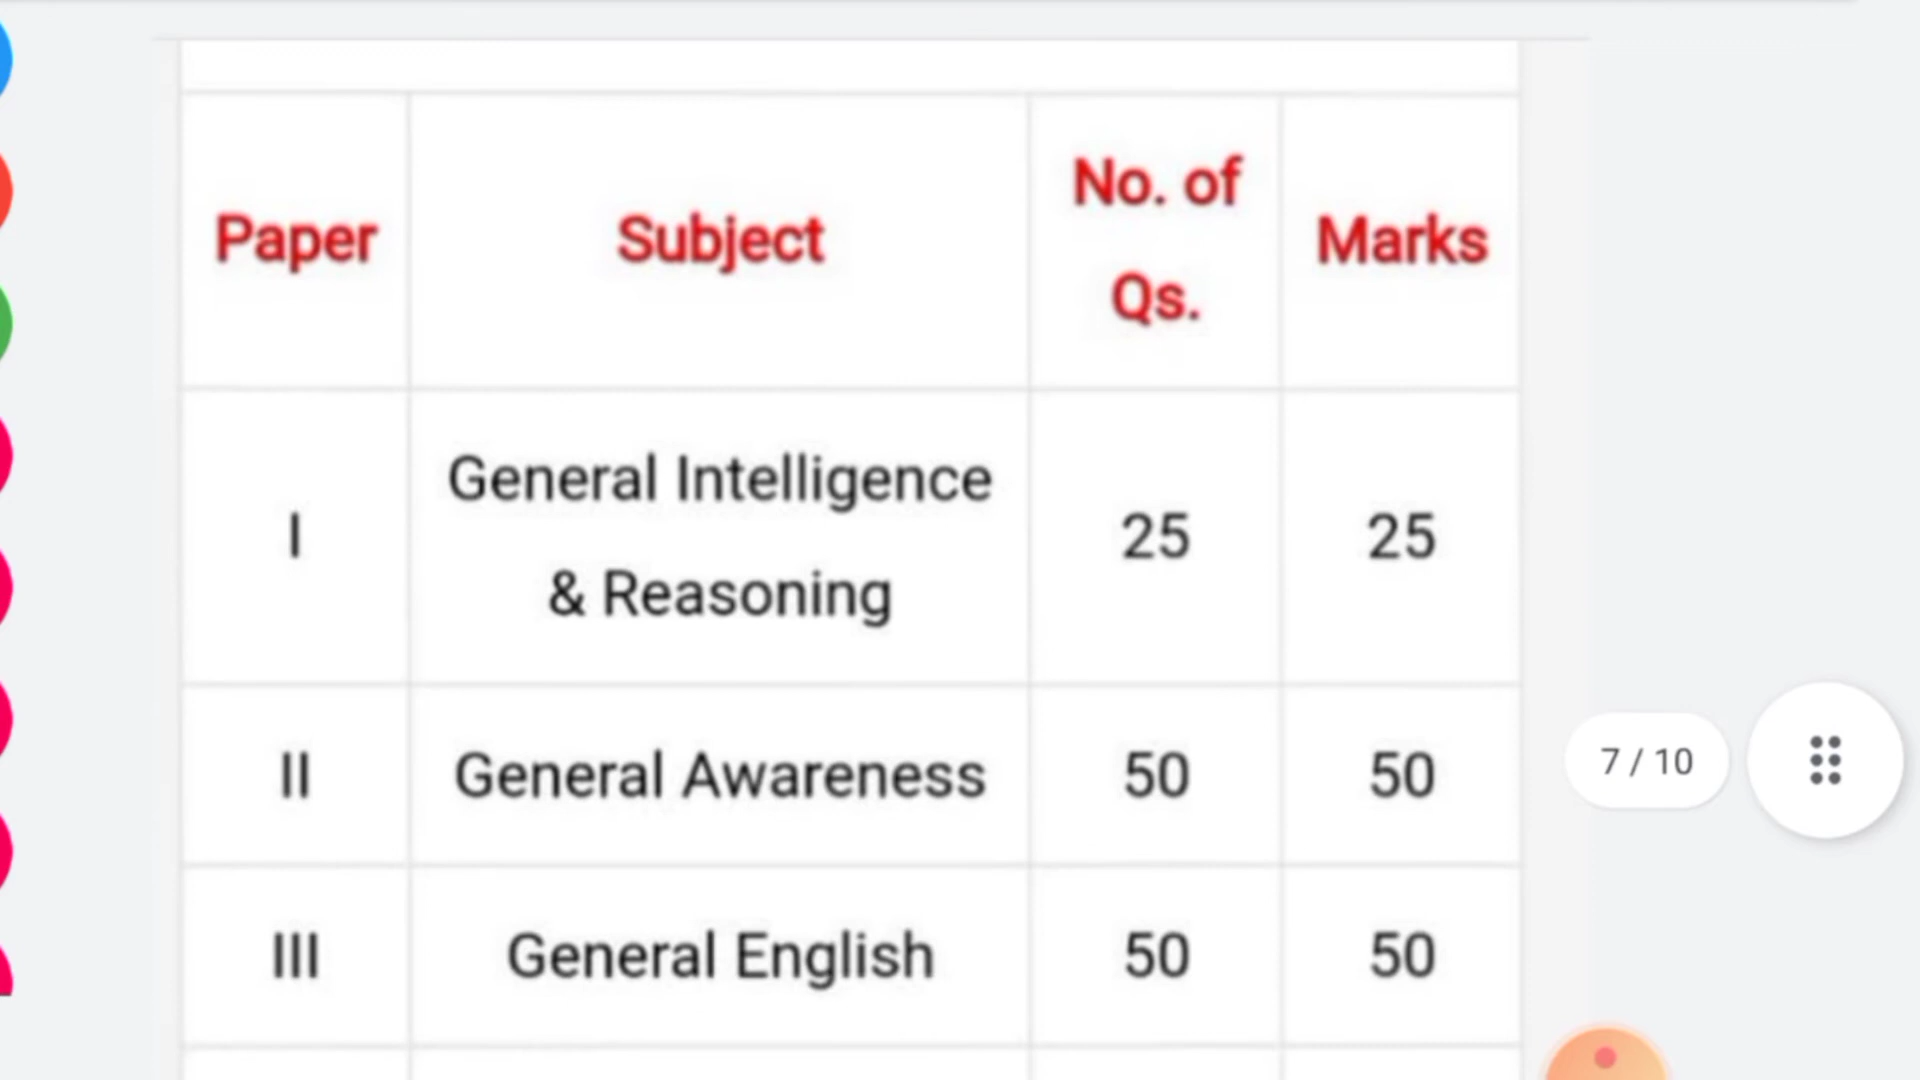 Paper Subject No. of Qs. Marks
I General Intelligence & Reasoning 25 25
II General Awareness 50 50
III General English 50 50
7 / 10